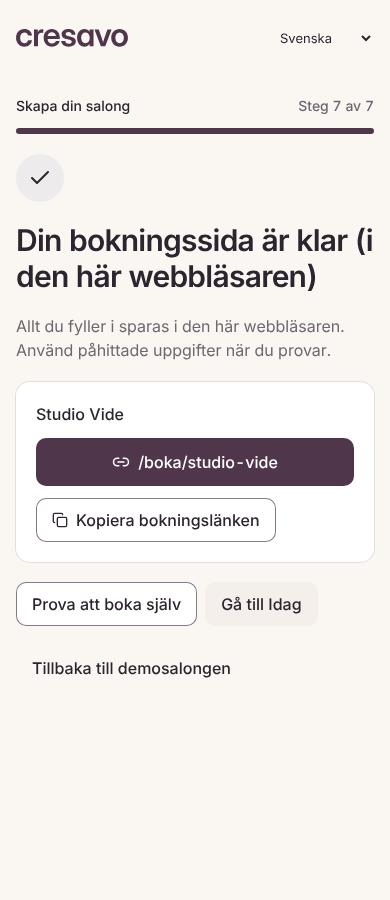 cresavo
Svenska
Skapa din salong
Steg 7 av 7
Din bokningssida är klar (i
den här webbläsaren)
Allt du fyller i sparas i den här webbläsaren.
Använd påhittade uppgifter när du provar.
Studio Vide
/boka/studio-vide
Kopiera bokningslänken
Prova att boka själv
Gå till Idag
Tillbaka till demosalongen